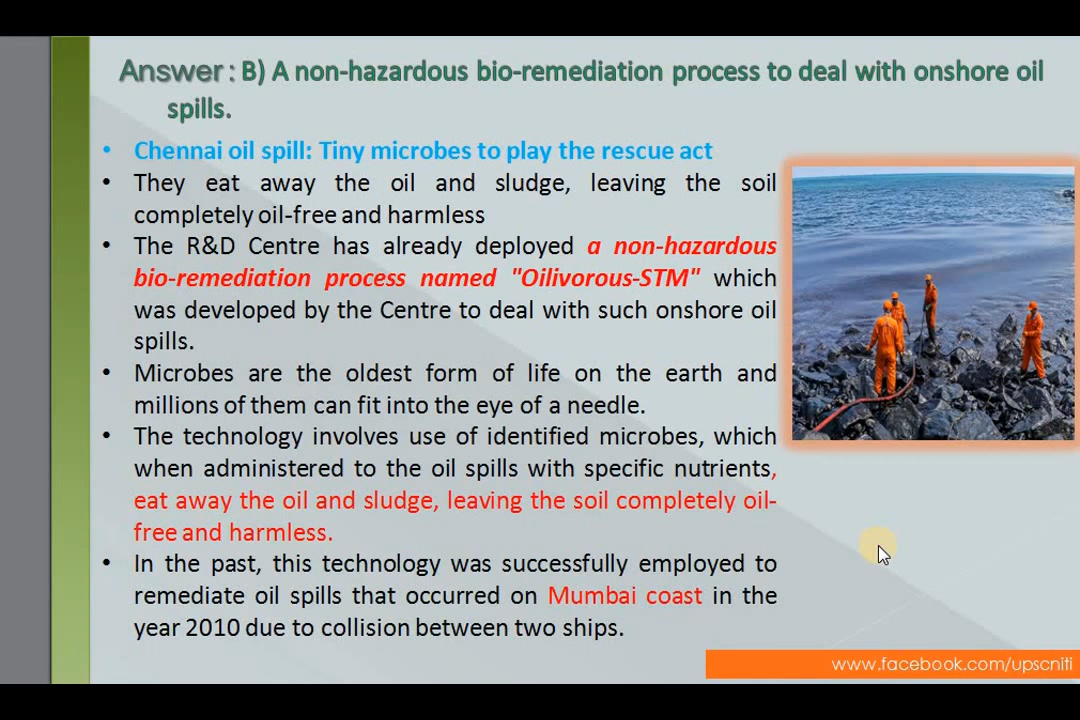 Answer : B) A non-hazardous bio-remediation process to deal with onshore oil
spills.
• Chennai oil spill: Tiny microbes to play the rescue act
• They eat away the oil and sludge, leaving the soil
completely oil-free and harmless
• The R&D Centre has already deployed a non-hazardous
bio-remediation process named "Oilivorous-STM" which
was developed by the Centre to deal with such onshore oil
spills.
• Microbes are the oldest form of life on the earth and
millions of them can fit into the eye of a needle.
• The technology involves use of identified microbes, which
when administered to the oil spills with specific nutrients,
eat away the oil and sludge, leaving the soil completely oil-
free and harmless.
• In the past, this technology was successfully employed to
remediate oil spills that occurred on Mumbai coast in the
year 2010 due to collision between two ships.
www.facebook.com/upscniti